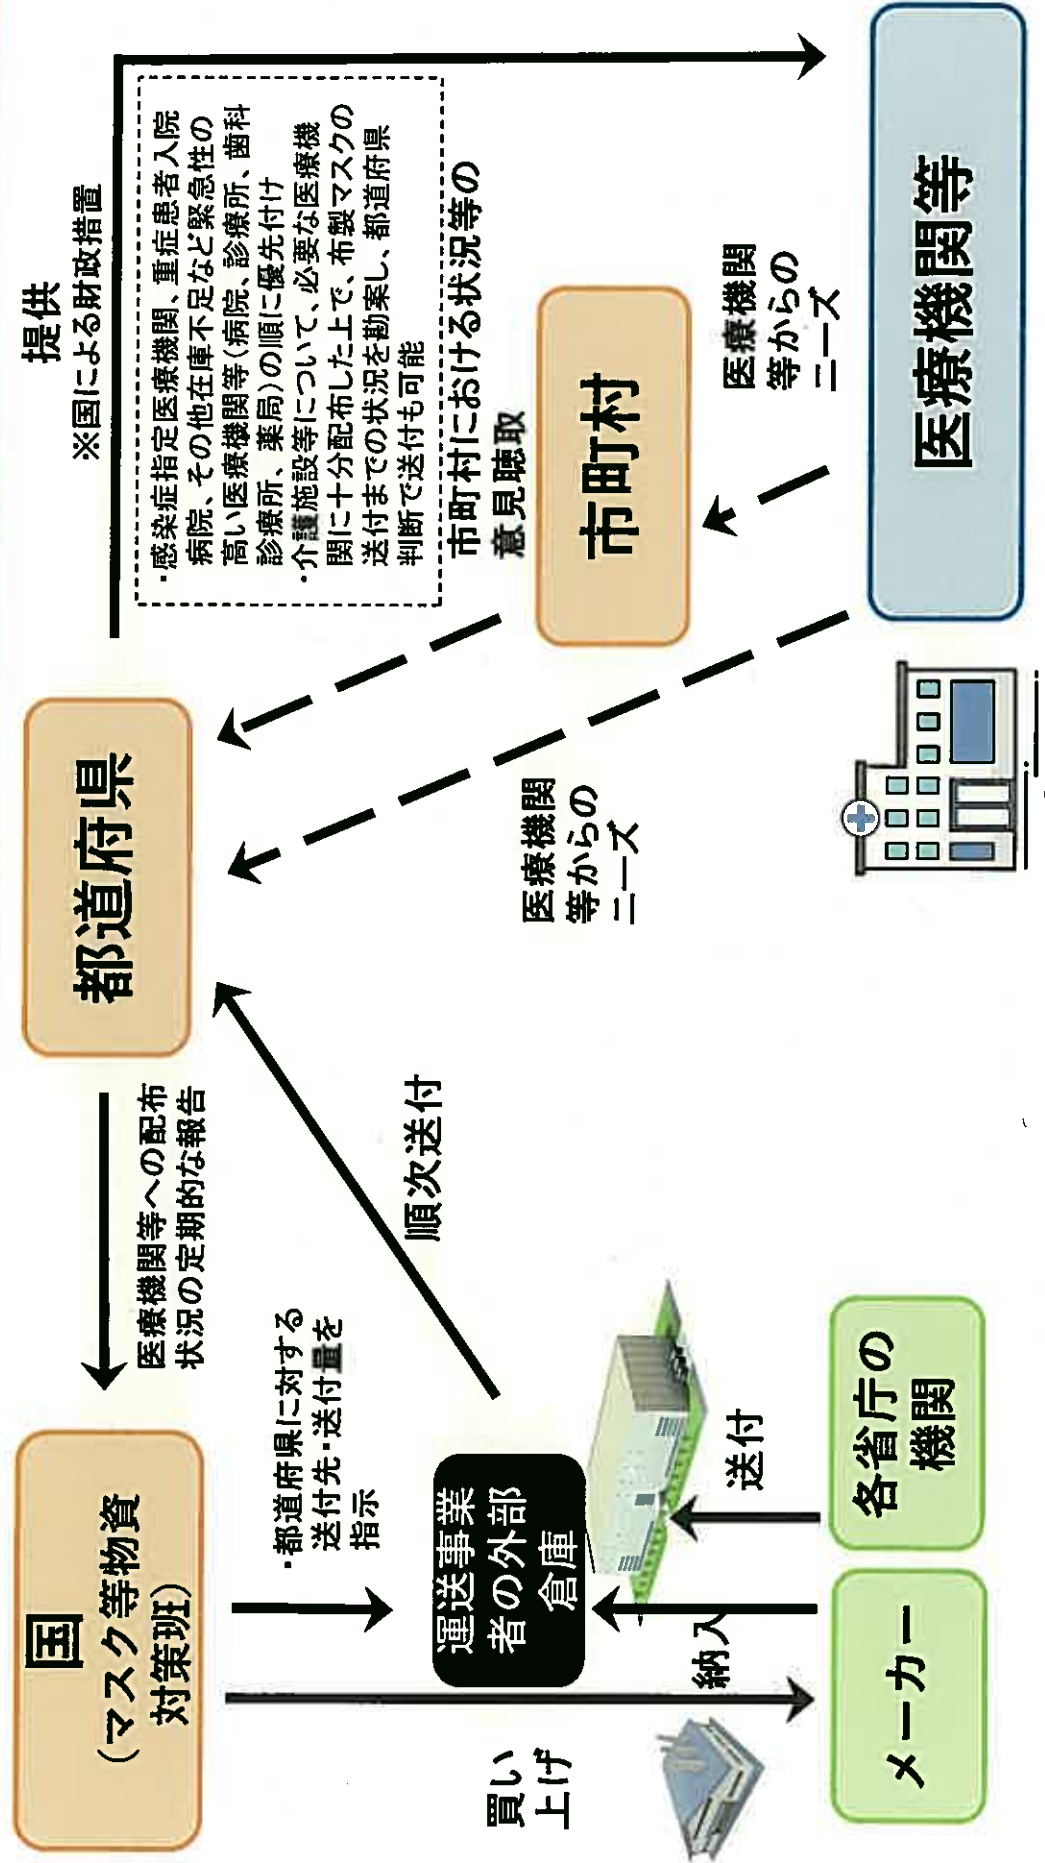 国
（マスク等物資
対策班）
医療機関等への配布
状況の定期的な報告
都道府県
提供
※国による財政措置
・感染症指定医療機関、重症患者入院
病院、その他在庫不足など緊急性の
高い医療機関等（病院、診療所、歯科
診療所、薬局）の順に優先付け
・介護施設等について、必要な医療機
関に十分配布した上で、布製マスクの
送付までの状況を勘案し、都道府県
判断で送付も可能
市町村における状況等の
意見聴取
・都道府県に対する
送付先・送付量を
指示
順次送付
運送事業
者の外部
倉庫
買い
上げ
納入
送付
医療機関
等からの
ニーズ
市町村
医療機関
等からの
ニーズ
メーカー
各省庁の
機関
医療機関等